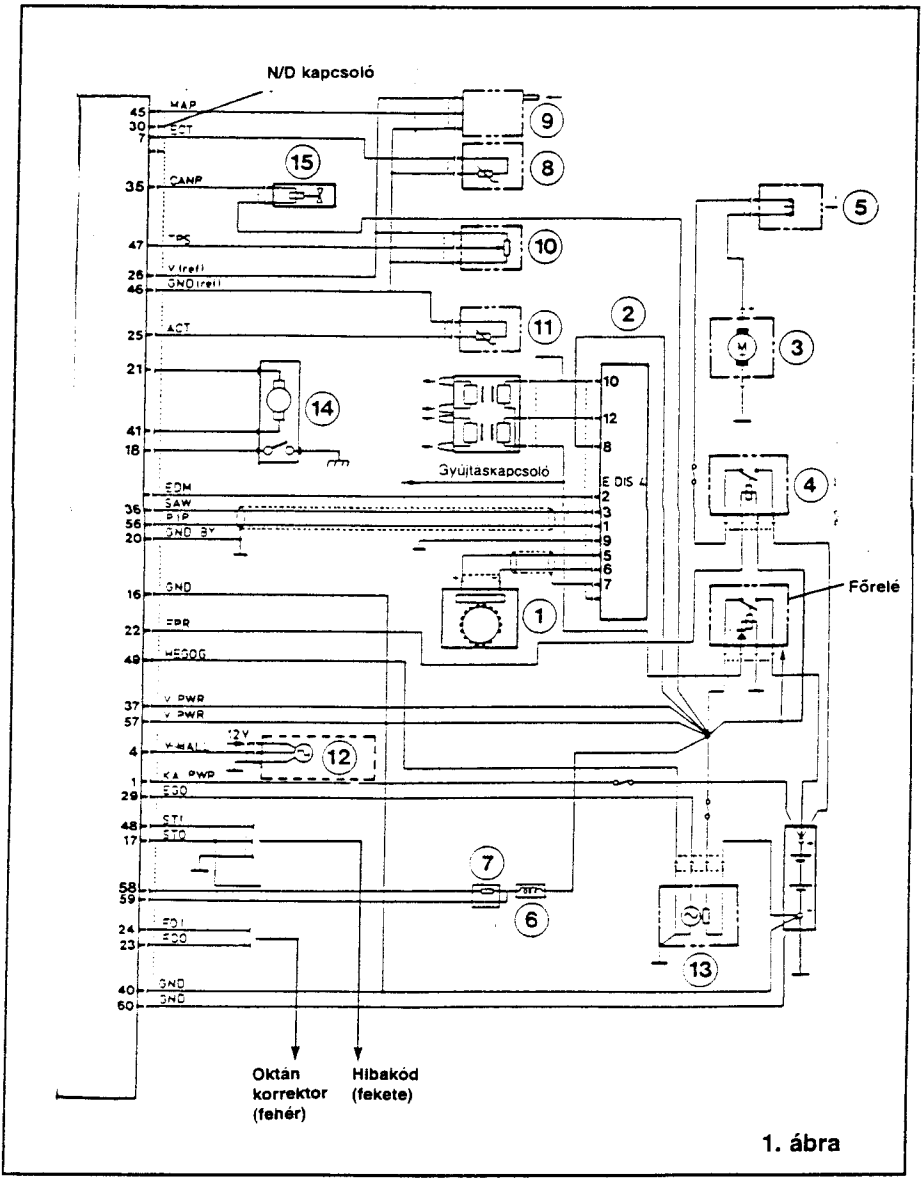 N/D kapcsoló
45 MAP
30
7 ECT
35 CANP
47 TPS
26 V(ref)
46 GND(ref)
25 ACT
21
41
18
EDM
36 SAW
56 PIP
20 GND BY
16 GND
22 FPR
49 HEGOG
37 V PWR
57 V PWR
12V
4
1 KA PWR
29 EGO
48 STI
17 STO
58
59
24
23
40 GND
60 GND
15
9
8
10
11
2
14
Gyújtáskapcsoló
10
12
8
E DIS 4
2
3
1
9
5
6
7
1
5
M
3
4
Főrelé
12
7
6
13
Oktán
korrektor
(fehér)
Hibakód
(fekete)
1. ábra